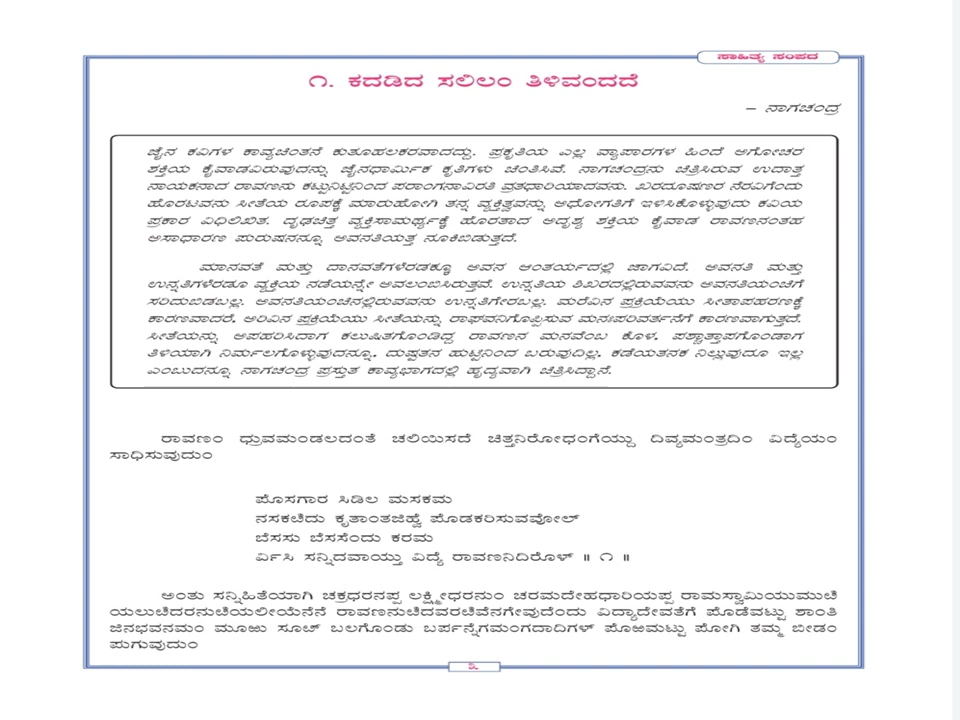 ಸಾಹಿತ್ಯ ಸಂಪದ
೧. ಕದಡಿದ ಸಲಿಲಂ ತಿಳಿವಂದದೆ
– ನಾಗಚಂದ್ರ
ಜೈನ ಕವಿಗಳ ಕಾವ್ಯಚಿಂತನೆ ಕುತೂಹಲಕರವಾದದ್ದು. ಪ್ರಕೃತಿಯ ಎಲ್ಲ ವ್ಯಾಪಾರಗಳ ಹಿಂದೆ ಅಗೋಚರ
ಶಕ್ತಿಯ ಕೈವಾಡವಿರುವುದನ್ನು ಜೈನಧಾರ್ಮಿಕ ಕೃತಿಗಳು ಚಿಂತಿಸಿವೆ. ನಾಗಚಂದ್ರನು ಚಿತ್ರಿಸಿರುವ ಉದಾತ್ತ
ನಾಯಕನಾದ ರಾವಣನು ಕಟ್ಟುನಿಟ್ಟಿನಿಂದ ಪರಾಂಗನಾವಿರತಿ ವ್ರತಧಾರಿಯಾದವನು. ಖರದೂಷಣರ ನೆರವಿಗೆಂದು
ಹೊರಟವನು ಸೀತೆಯ ರೂಪಕ್ಕೆ ಮಾರುಹೋಗಿ ತನ್ನ ವ್ಯಕ್ತಿತ್ವವನ್ನು ಅಧೋಗತಿಗೆ ಇಳಿಸಿಕೊಳ್ಳುವುದು ಕವಿಯ
ಪ್ರಕಾರ ವಿಧಿಲಿಖಿತ. ದೃಢಚಿತ್ತ ವ್ಯಕ್ತಿಸಾಮರ್ಥ್ಯಕ್ಕೆ ಹೊರತಾದ ಅದೃಶ್ಯ ಶಕ್ತಿಯ ಕೈವಾಡ ರಾವಣನಂತಹ
ಅಸಾಧಾರಣ ಪುರುಷನನ್ನೂ ಅವನತಿಯತ್ತ ನೂಕಿಬಿಡುತ್ತದೆ.
ಮಾನವತೆ ಮತ್ತು ದಾನವತೆಗಳೆರಡಕ್ಕೂ ಅವನ ಆಂತರ್ಯದಲ್ಲಿ ಜಾಗವಿದೆ. ಅವನತಿ ಮತ್ತು
ಉನ್ನತಿಗಳೆರಡೂ ವ್ಯಕ್ತಿಯ ನಡೆಯನ್ನೇ ಅವಲಂಬಿಸಿರುತ್ತವೆ. ಉನ್ನತಿಯ ಶಿಖರದಲ್ಲಿರುವವನು ಅವನತಿಯಂಚಿಗೆ
ಸರಿದುಬಿಡಬಲ್ಲ. ಅವನತಿಯಂಚಿನಲ್ಲಿರುವವನು ಉನ್ನತಿಗೇರಬಲ್ಲ. ಮರೆವಿನ ಪ್ರಕ್ರಿಯೆಯು ಸೀತಾಪಹರಣಕ್ಕೆ
ಕಾರಣವಾದರೆ, ಅರಿವಿನ ಪ್ರಕ್ರಿಯೆಯು ಸೀತೆಯನ್ನು ರಾಘವನಿಗೊಪ್ಪಿಸುವ ಮನಃಪರಿವರ್ತನೆಗೆ ಕಾರಣವಾಗುತ್ತದೆ.
ಸೀತೆಯನ್ನು ಅಪಹರಿಸಿದಾಗ ಕಲುಷಿತಗೊಂಡಿದ್ದ ರಾವಣನ ಮನವೆಂಬ ಕೊಳ. ಪಶ್ಚಾತ್ತಾಪಗೊಂಡಾಗ
ತಿಳಿಯಾಗಿ ನಿರ್ಮಲಗೊಳ್ಳುವುದನ್ನೂ, ದುಷ್ಟತನ ಹುಟ್ಟಿನಿಂದ ಬರುವುದಿಲ್ಲ, ಕಡೆಯತನಕ ನಿಲ್ಲುವುದೂ ಇಲ್ಲ
ಎಂಬುದನ್ನೂ ನಾಗಚಂದ್ರ ಪ್ರಸ್ತುತ ಕಾವ್ಯಭಾಗದಲ್ಲಿ ಹೃದ್ಯವಾಗಿ ಚಿತ್ರಿಸಿದ್ದಾನೆ.
ರಾವಣಂ ಧ್ರುವಮಂಡಲದಂತೆ ಚಲಿಯಿಸದೆ ಚಿತ್ತನಿರೋಧಂಗೆಯ್ದು ದಿವ್ಯಮಂತ್ರದಿಂ ವಿದ್ಯೆಯಂ
ಸಾಧಿಸುವುದುಂ
ಪೊಸಗಾರ ಸಿಡಿಲ ಮಸಕಮ
ನಸಕಟಿದು ಕೃತಾಂತಜಿಹ್ವೆ ಪೊಡಕರಿಸುವವೋಲ್
ಬೆಸಸು ಬೆಸಸೆಂದು ಕರಮ
ರ್ವಿಸಿ ಸನ್ನಿದವಾಯ್ತು ವಿದ್ಯೆ ರಾವಣನಿದಿರೊಳ್ ॥ ೧ ॥
ಅಂತು ಸನ್ನಿಹಿತೆಯಾಗಿ ಚಕ್ರಧರನಪ್ಪ ಲಕ್ಷ್ಮೀಧರನುಂ ಚರಮದೇಹಧಾರಿಯಪ್ಪ ರಾಮಸ್ವಾಮಿಯುಮುೞಿ
ಯಲುೞಿದರನುೞಿಯಲೀಯೆನೆನೆ ರಾವಣನುೞಿದವರೞಿವೆನಗೇವುದೆಂದು ವಿದ್ಯಾದೇವತೆಗೆ ಪೊಡೆವಟ್ಟು ಶಾಂತಿ
ಜಿನಭವನಮಂ ಮೂಱು ಸೂೞ್ ಬಲಗೊಂಡು ಬರ್ಪನ್ನೆಗಮಂಗದಾದಿಗಳ್ ಪೊಱಮಟ್ಟು ಪೋಗಿ ತಮ್ಮ ಬೀಡಂ
ಪುಗುವುದುಂ